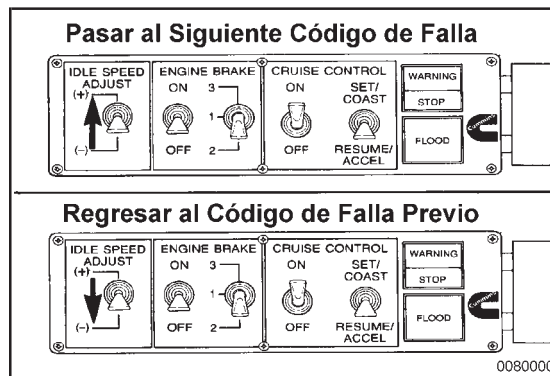 Pasar al Siguiente Código de Falla
IDLE SPEED ADJUST
(+)
(–)
ENGINE BRAKE
ON 3
1
OFF 2
CRUISE CONTROL
ON SET/COAST
OFF RESUME/ACCEL
WARNING
STOP
FLOOD
Regresar al Código de Falla Previo
IDLE SPEED ADJUST
(+)
(–)
ENGINE BRAKE
ON 3
1
OFF 2
CRUISE CONTROL
ON SET/COAST
OFF RESUME/ACCEL
WARNING
STOP
FLOOD